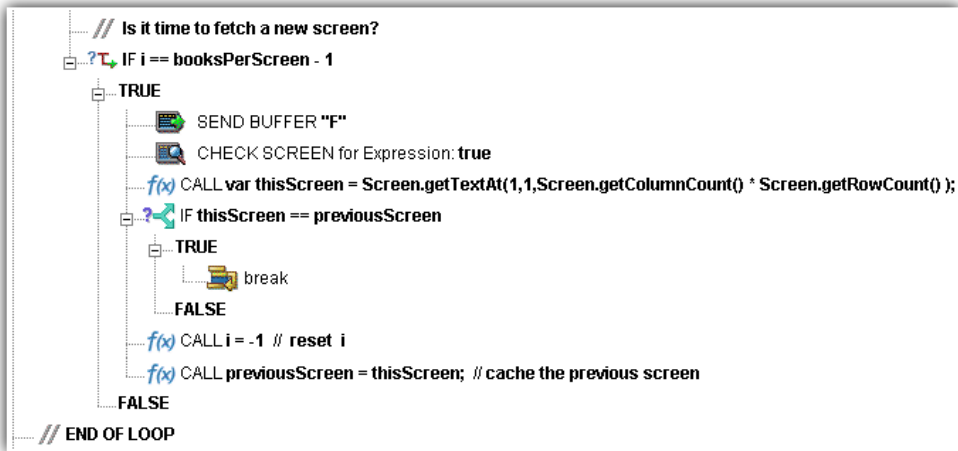 // Is it time to fetch a new screen?
? IF i == booksPerScreen - 1
TRUE
SEND BUFFER "F"
CHECK SCREEN for Expression: true
f(x) CALL var thisScreen = Screen.getTextAt(1,1,Screen.getColumnCount() * Screen.getRowCount() );
? IF thisScreen == previousScreen
TRUE
break
FALSE
f(x) CALL i = -1 // reset i
f(x) CALL previousScreen = thisScreen; // cache the previous screen
FALSE
// END OF LOOP